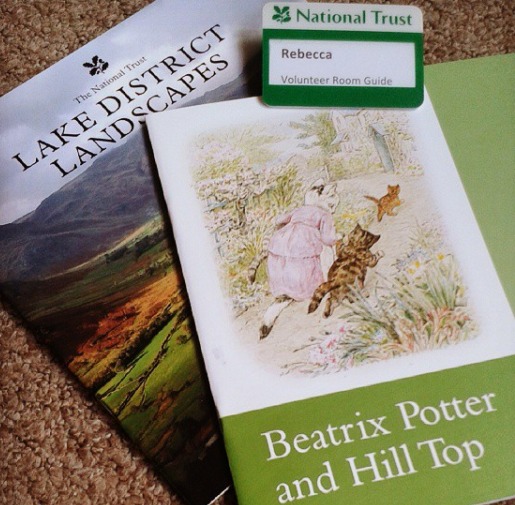 The National Trust
LAKE DISTRICT
LANDSCAPES
National Trust
Rebecca
Volunteer Room Guide
Beatrix Potter
and Hill Top